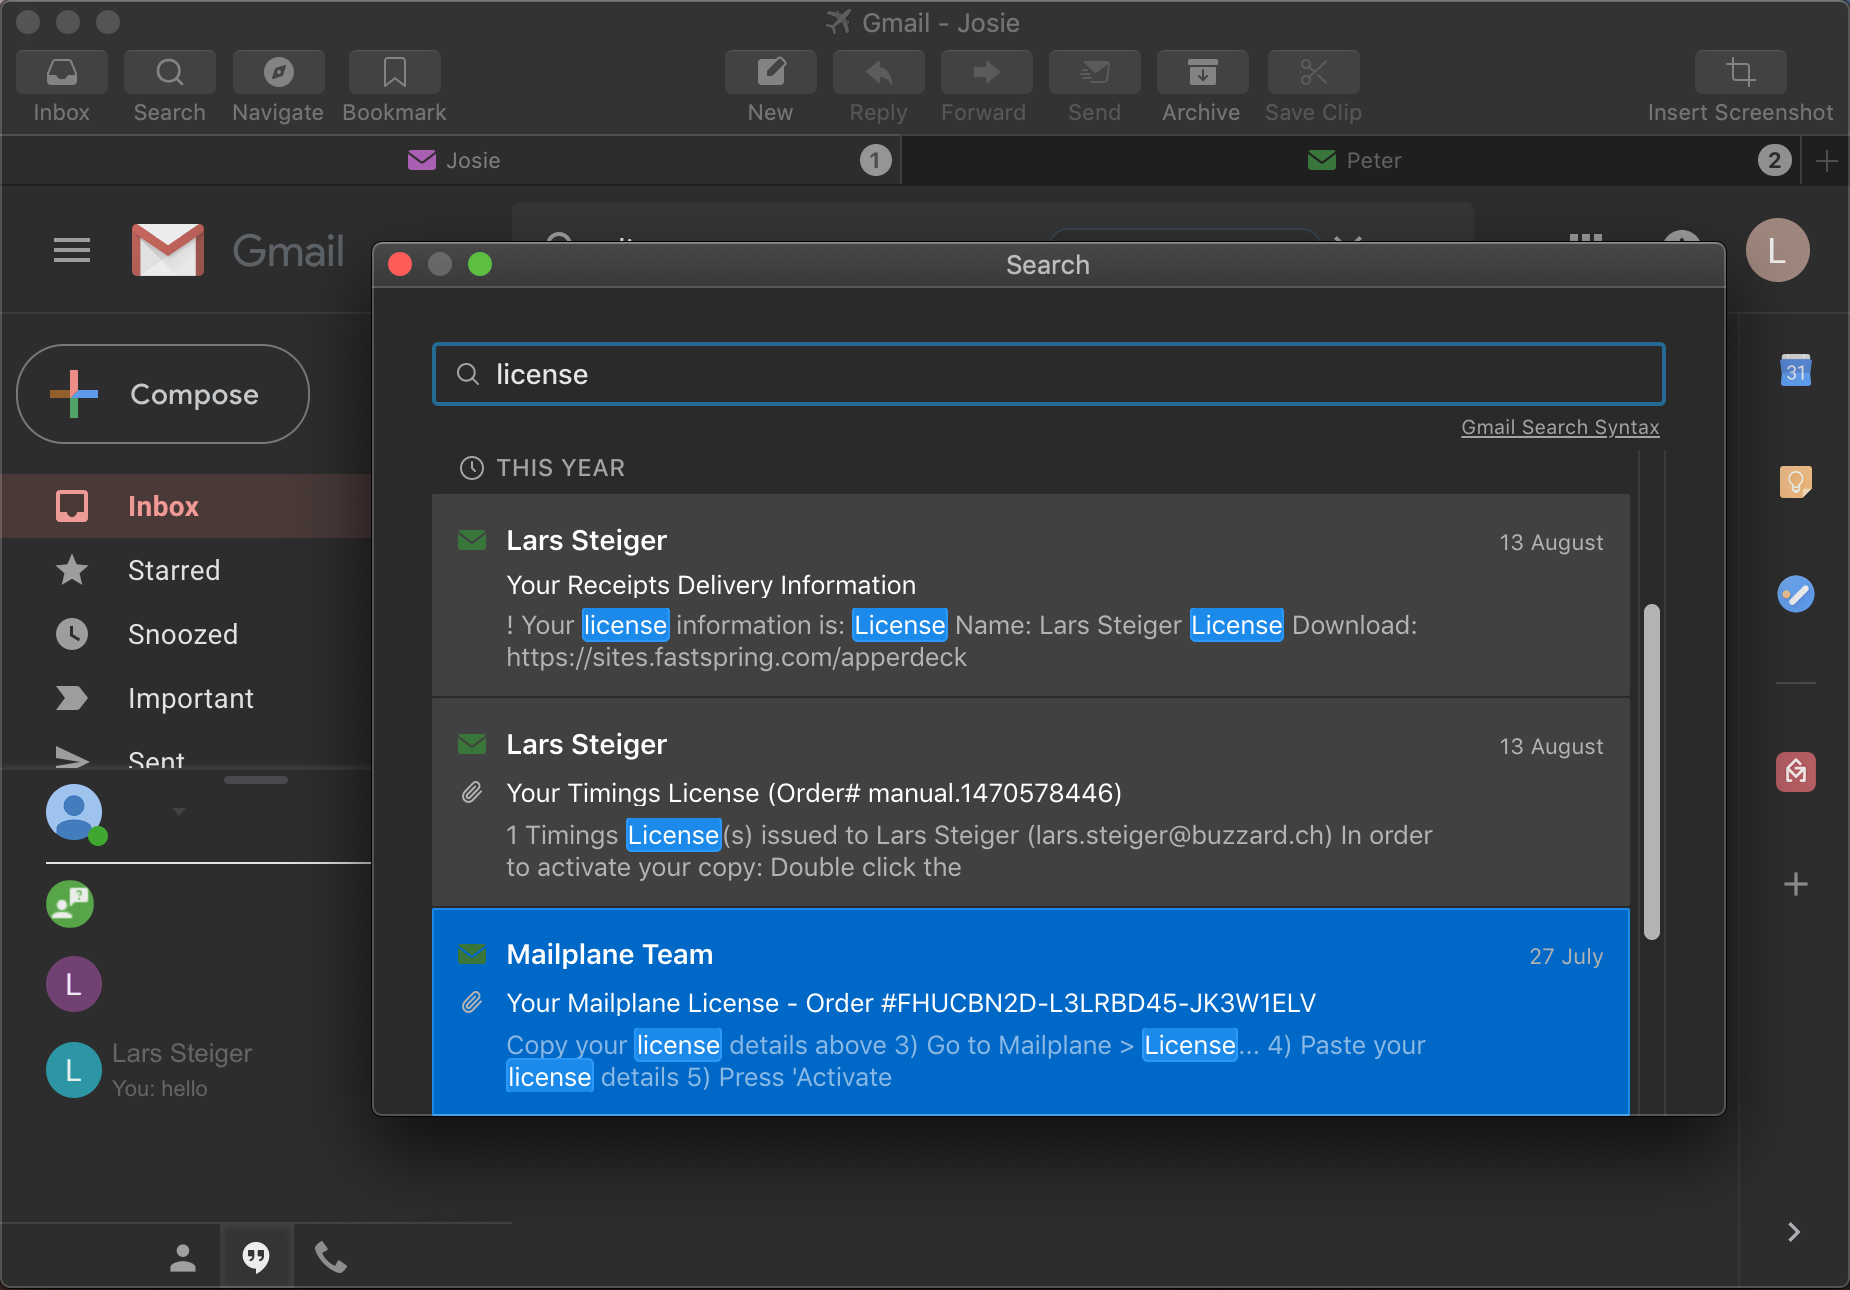 Gmail - Josie
Inbox
Search
Navigate
Bookmark
New
Reply
Forward
Send
Archive
Save Clip
Insert Screenshot
Josie
1
Peter
2
Gmail
L
Search
license
Gmail Search Syntax
Compose
Inbox
Starred
Snoozed
Important
Sent
THIS YEAR
Lars Steiger
13 August
Your Receipts Delivery Information
! Your license information is: License Name: Lars Steiger License Download:
https://sites.fastspring.com/apperdeck
Lars Steiger
13 August
Your Timings License (Order# manual.1470578446)
1 Timings License(s) issued to Lars Steiger (lars.steiger@buzzard.ch) In order
to activate your copy: Double click the
Mailplane Team
27 July
Your Mailplane License - Order #FHUCBN2D-L3LRBD45-JK3W1ELV
Copy your license details above 3) Go to Mailplane > License... 4) Paste your
license details 5) Press 'Activate
31
?
L
L
Lars Steiger
You: hello